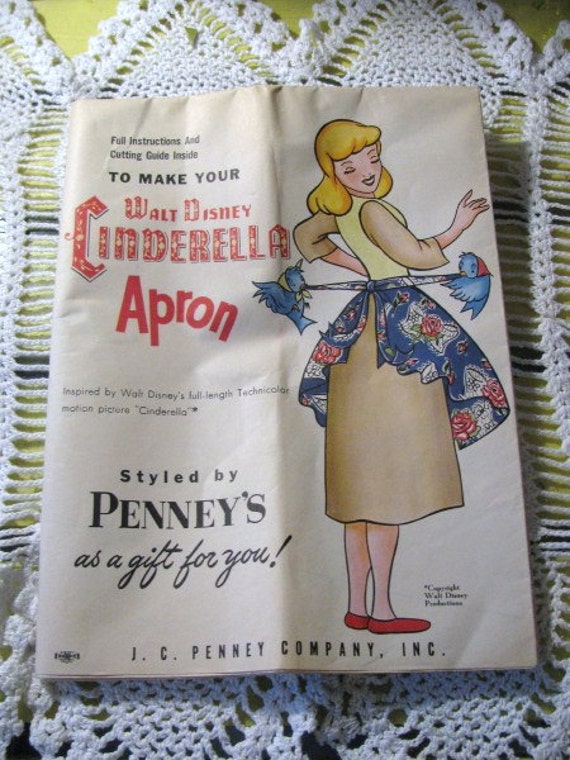 Full Instructions And
Cutting Guide Inside
TO MAKE YOUR
WALT DISNEY
CINDERELLA
Apron
Inspired by Walt Disney's full-length Technicolor
motion picture "Cinderella"*
Styled by
PENNEY'S
as a gift for you!
*Copyright
Walt Disney
Productions
J. C. PENNEY COMPANY, INC.